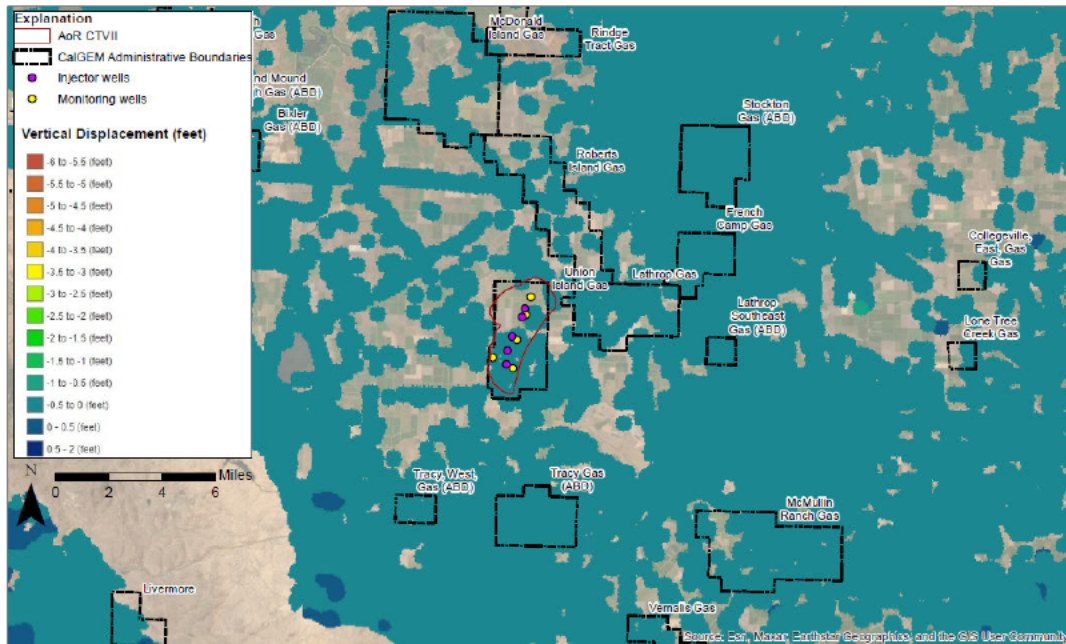 Explanation
AoR CTVII
CalGEM Administrative Boundaries
Injector wells
Monitoring wells
Vertical Displacement (feet)
-6 to -5.5 (feet)
-5.5 to -5 (feet)
-5 to -4.5 (feet)
-4.5 to -4 (feet)
-4 to -3.5 (feet)
-3.5 to -3 (feet)
-3 to -2.5 (feet)
-2.5 to -2 (feet)
-2 to -1.5 (feet)
-1.5 to -1 (feet)
-1 to -0.5 (feet)
-0.5 to 0 (feet)
0 - 0.5 (feet)
0.5 - 2 (feet)
N
Miles
0 2 4 6
Gas
McDonald
Island Gas
Rindge
Tract Gas
nd Mound
gh Gas (ABD)
Bixler
Gas (ABD)
Stockton
Gas (ABD)
Roberts
Island Gas
French
Camp Gas
Collegeville,
East, Gas
Gas
Union
Island Gas
Lathrop Gas
Lathrop
Southeast
Gas (ABD)
Lone Tree
Creek Gas
Tracy, West,
Gas (ABD)
Tracy Gas
(ABD)
McMullin
Ranch Gas
Livermore
Vernalis Gas
Source: Esri, Maxar, Earthstar Geographics, and the GIS User Community